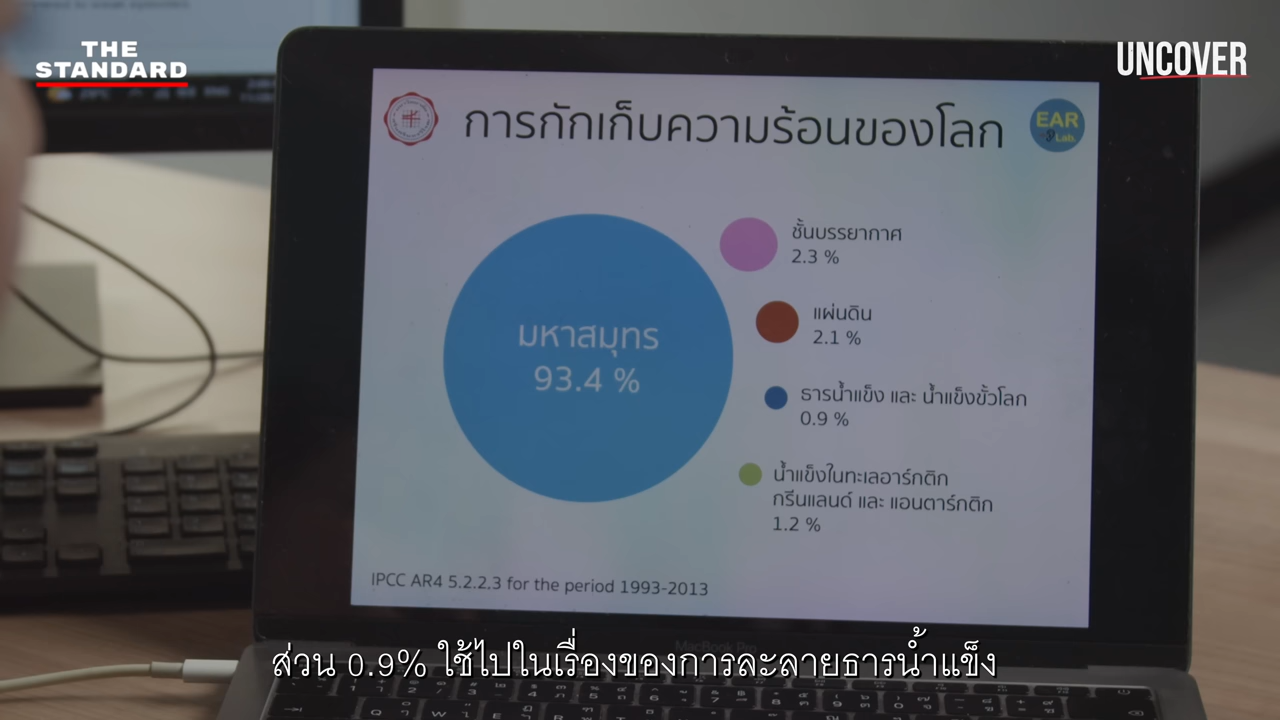 THE
STANDARD
UNCOVER
การกักเก็บความร้อนของโลก
EAR
Lab.
มหาสมุทร
93.4 %
ชั้นบรรยากาศ
2.3 %
แผ่นดิน
2.1 %
ธารน้ำแข็ง และ น้ำแข็งขั้วโลก
0.9 %
น้ำแข็งในทะเลอาร์กติก
กรีนแลนด์ และ แอนตาร์กติก
1.2 %
IPCC AR4 5.2.2.3 for the period 1993-2013
MacBook Pro
ส่วน 0.9% ใช้ไปในเรื่องของการละลายธารน้ำแข็ง